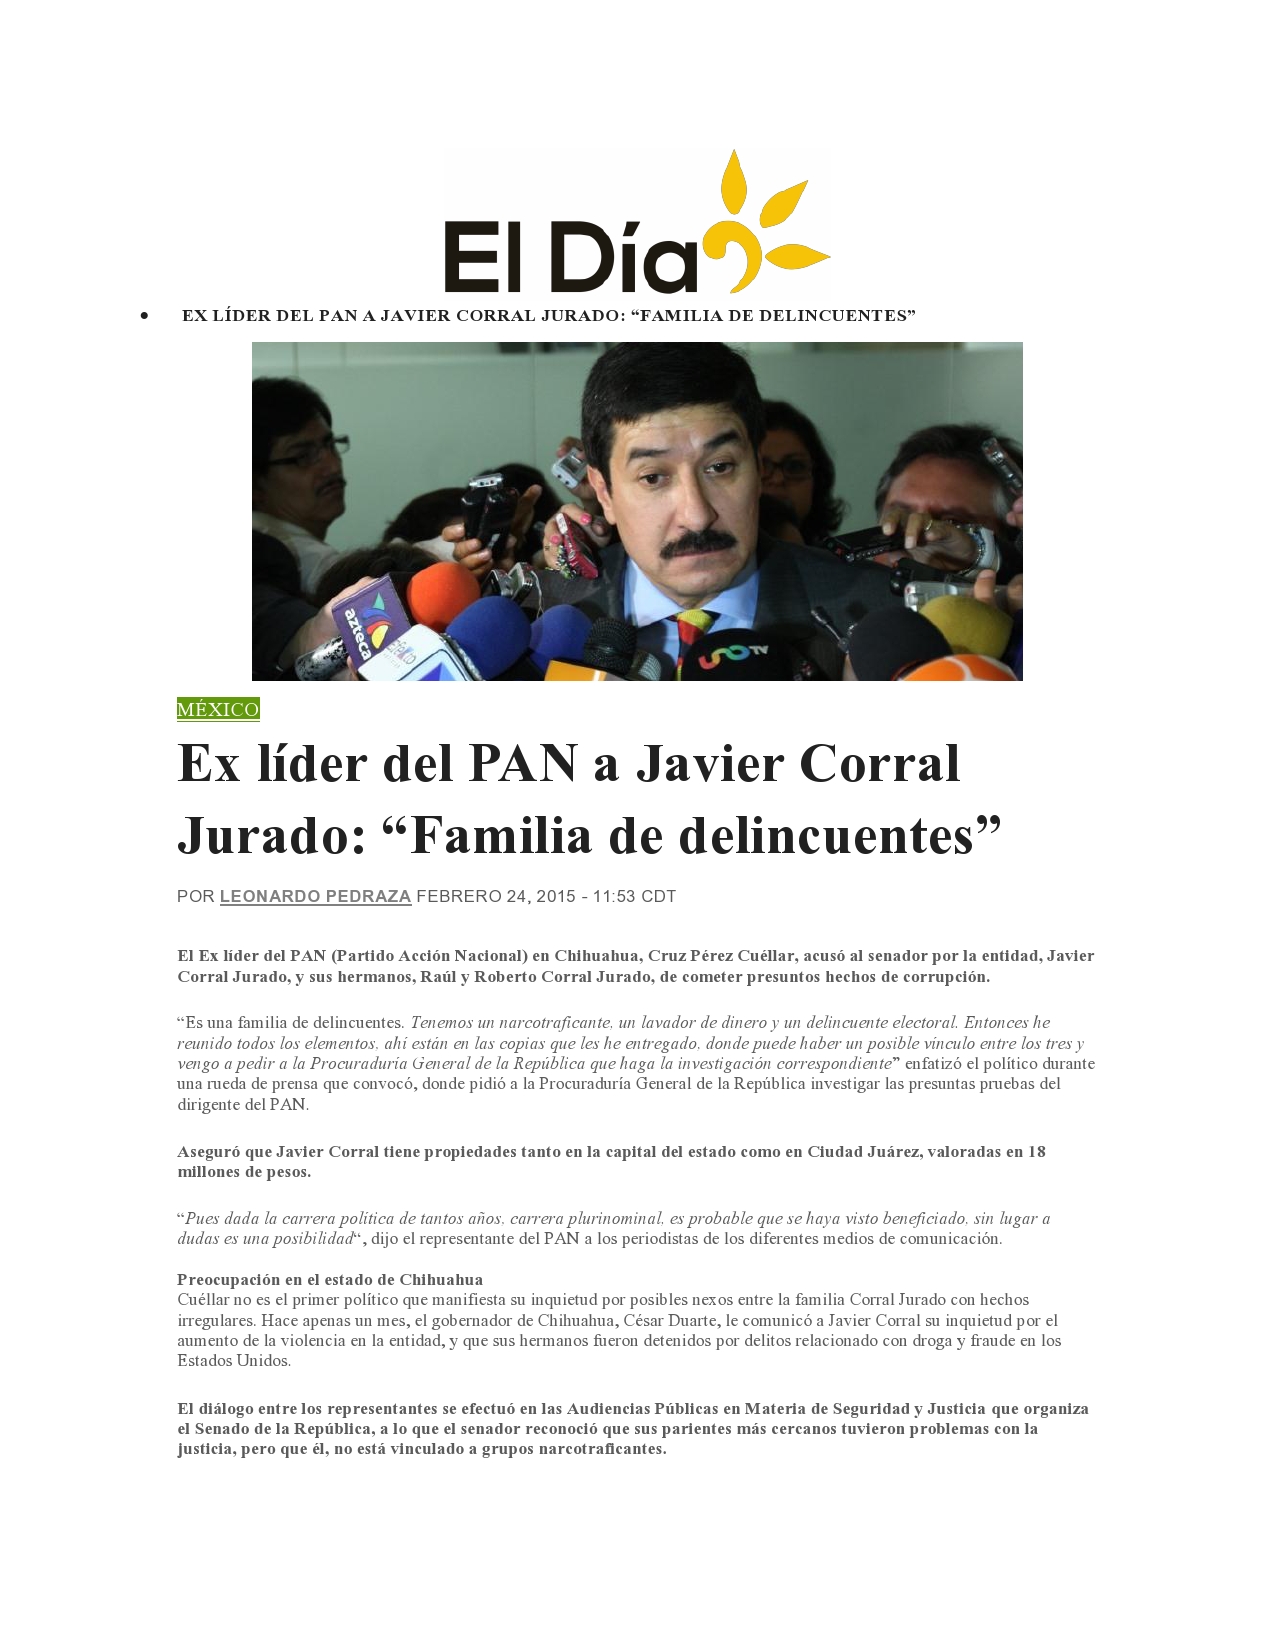 El Día
• EX LÍDER DEL PAN A JAVIER CORRAL JURADO: “FAMILIA DE DELINCUENTES”
azteca
UNO TV
MÉXICO
Ex líder del PAN a Javier Corral
Jurado: “Familia de delincuentes”
POR LEONARDO PEDRAZA FEBRERO 24, 2015 - 11:53 CDT
El Ex líder del PAN (Partido Acción Nacional) en Chihuahua, Cruz Pérez Cuéllar, acusó al senador por la entidad, Javier
Corral Jurado, y sus hermanos, Raúl y Roberto Corral Jurado, de cometer presuntos hechos de corrupción.
“Es una familia de delincuentes. Tenemos un narcotraficante, un lavador de dinero y un delincuente electoral. Entonces he
reunido todos los elementos, ahí están en las copias que les he entregado, donde puede haber un posible vínculo entre los tres y
vengo a pedir a la Procuraduría General de la República que haga la investigación correspondiente” enfatizó el político durante
una rueda de prensa que convocó, donde pidió a la Procuraduría General de la República investigar las presuntas pruebas del
dirigente del PAN.
Aseguró que Javier Corral tiene propiedades tanto en la capital del estado como en Ciudad Juárez, valoradas en 18
millones de pesos.
“Pues dada la carrera política de tantos años, carrera plurinominal, es probable que se haya visto beneficiado, sin lugar a
dudas es una posibilidad“, dijo el representante del PAN a los periodistas de los diferentes medios de comunicación.
Preocupación en el estado de Chihuahua
Cuéllar no es el primer político que manifiesta su inquietud por posibles nexos entre la familia Corral Jurado con hechos
irregulares. Hace apenas un mes, el gobernador de Chihuahua, César Duarte, le comunicó a Javier Corral su inquietud por el
aumento de la violencia en la entidad, y que sus hermanos fueron detenidos por delitos relacionado con droga y fraude en los
Estados Unidos.
El diálogo entre los representantes se efectuó en las Audiencias Públicas en Materia de Seguridad y Justicia que organiza
el Senado de la República, a lo que el senador reconoció que sus parientes más cercanos tuvieron problemas con la
justicia, pero que él, no está vinculado a grupos narcotraficantes.